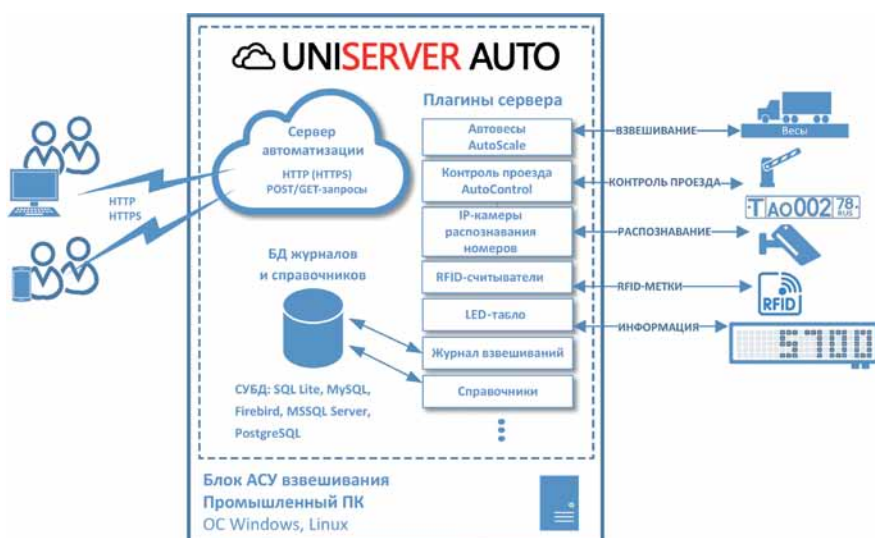 UNISERVER AUTO
Плагины сервера
Сервер
автоматизации
HTTP (HTTPS)
POST/GET-запросы
HTTP
HTTPS
БД журналов
и справочников
СУБД: SQL Lite, MySQL,
Firebird, MSSQL Server,
PostgreSQL
Автовесы
AutoScale
Контроль проезда
AutoControl
IP-камеры
распознавания
номеров
RFID-считыватели
LED-табло
Журнал взвешиваний
Справочники
ВЗВЕШИВАНИЕ
Весы
КОНТРОЛЬ ПРОЕЗДА
Т АО 002 78
RUS
РАСПОЗНАВАНИЕ
RFID-МЕТКИ
RFID
ИНФОРМАЦИЯ
5700
Блок АСУ взвешивания
Промышленный ПК
ОС Windows, Linux